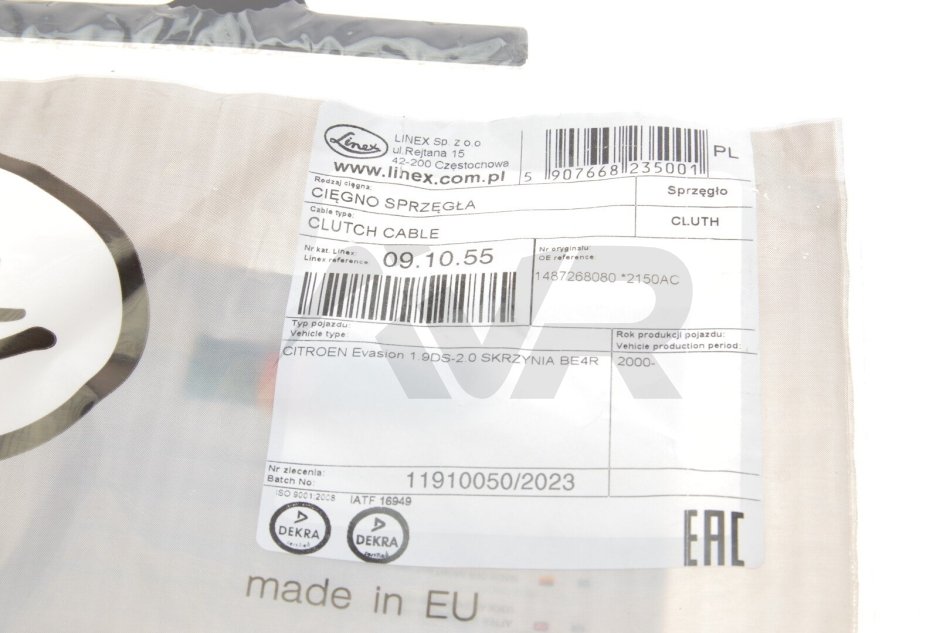 Linex
LINEX Sp. z o.o
ul.Rejtana 15
42-200 Częstochowa
www.linex.com.pl
5 907668 235001
PL
Rodzaj cięgna:
CIĘGNO SPRZĘGŁA
Sprzęgło
Cable type:
CLUTCH CABLE
CLUTH
Nr kat. Linex:
Linex reference
09.10.55
Nr oryginału:
OE reference:
1487268080 *2150AC
Typ pojazdu:
Vehicle type:
CITROEN Evasion 1.9DS-2.0 SKRZYNIA BE4R
Rok produkcji pojazdu:
Vehicle production period:
2000-
Nr zlecenia:
Batch No:
11910050/2023
ISO 9001:2008
IATF 16949
DEKRA
DEKRA
EAC
made in EU